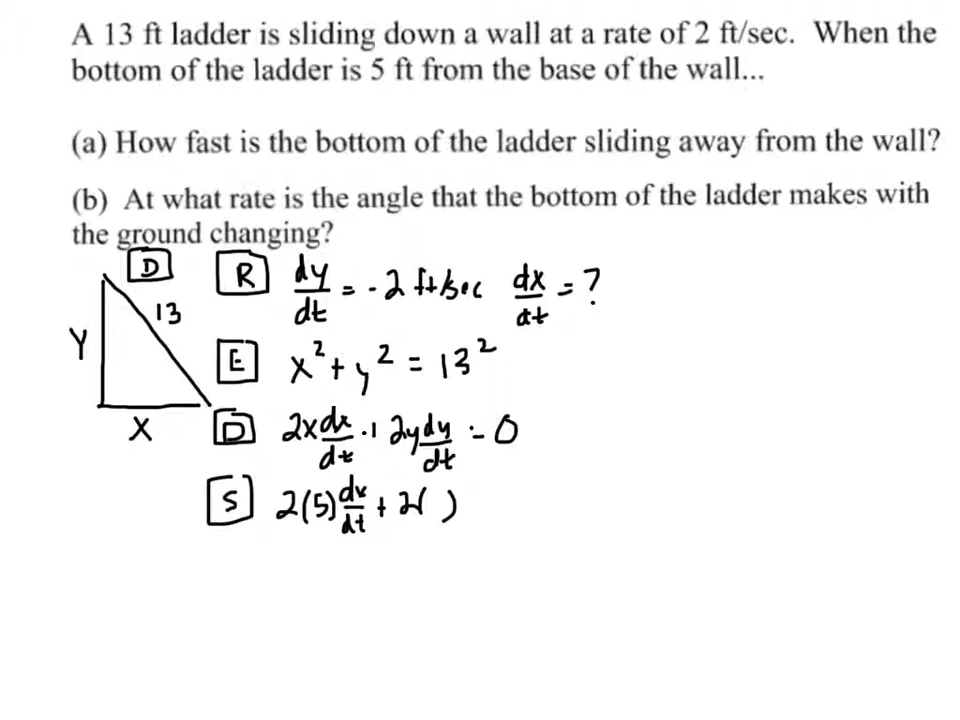 A 13 ft ladder is sliding down a wall at a rate of 2 ft/sec. When the
bottom of the ladder is 5 ft from the base of the wall...
(a) How fast is the bottom of the ladder sliding away from the wall?
(b) At what rate is the angle that the bottom of the ladder makes with
the ground changing?
D
13
Y
X
R dy/dt = -2 ft/sec dx/dt = ?
E x² + y² = 13²
D 2x dx/dt + 2y dy/dt = 0
S 2(5) dx/dt + 2( )